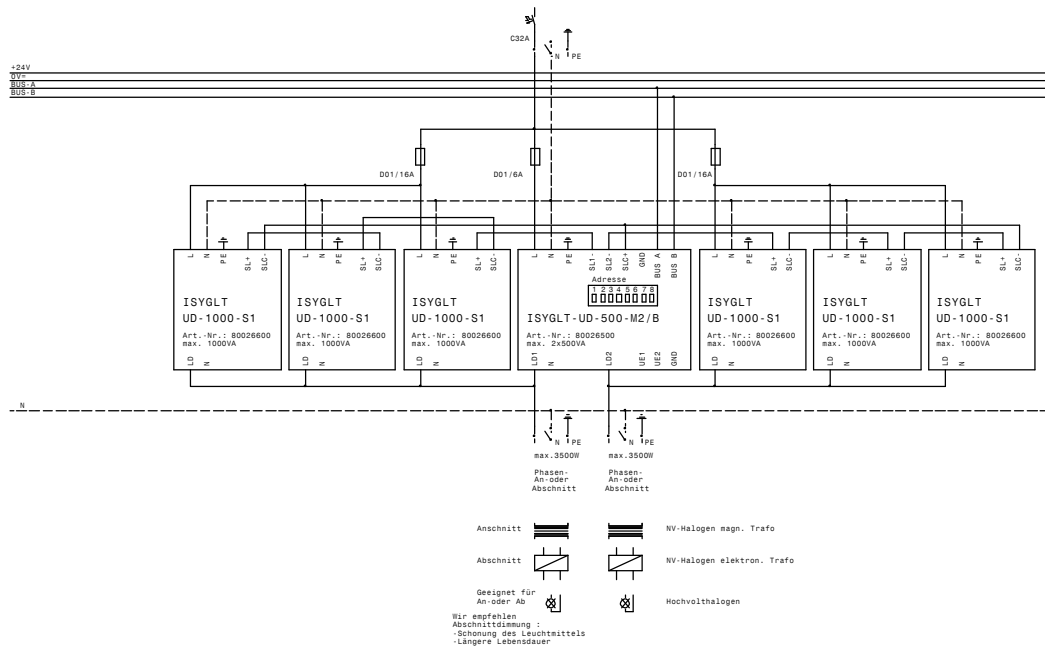 C32A
N PE
+24V
0V=
BUS-A
BUS-B
D01/16A D01/6A D01/16A
L N PE SL+ SLC- L N PE SL+ SLC- L N PE SL+ SLC- L N PE SL1- SL2- SLC+ GND BUS A BUS B L N PE SL+ SLC- L N PE SL+ SLC- L N PE SL+ SLC-
Adresse
1 2 3 4 5 6 7 8
ISYGLT ISYGLT ISYGLT ISYGLT ISYGLT ISYGLT
UD-1000-S1 UD-1000-S1 UD-1000-S1 ISYGLT-UD-500-M2/B UD-1000-S1 UD-1000-S1 UD-1000-S1
Art.-Nr.: 80026600 Art.-Nr.: 80026600 Art.-Nr.: 80026600 Art.-Nr.: 80026500 Art.-Nr.: 80026600 Art.-Nr.: 80026600 Art.-Nr.: 80026600
max. 1000VA max. 1000VA max. 1000VA max. 2x500VA max. 1000VA max. 1000VA max. 1000VA
LD N LD N LD N LD1 N LD2 UE1 UE2 GND LD N LD N LD N
N
N PE N PE
max.3500W max.3500W
Phasen- Phasen-
An-oder An-oder
Abschnitt Abschnitt
Anschnitt NV-Halogen magn. Trafo
Abschnitt NV-Halogen elektron. Trafo
Geeignet für
An-oder Ab Hochvolthalogen
Wir empfehlen
Abschnittdimmung :
-Schonung des Leuchtmittels
-Längere Lebensdauer